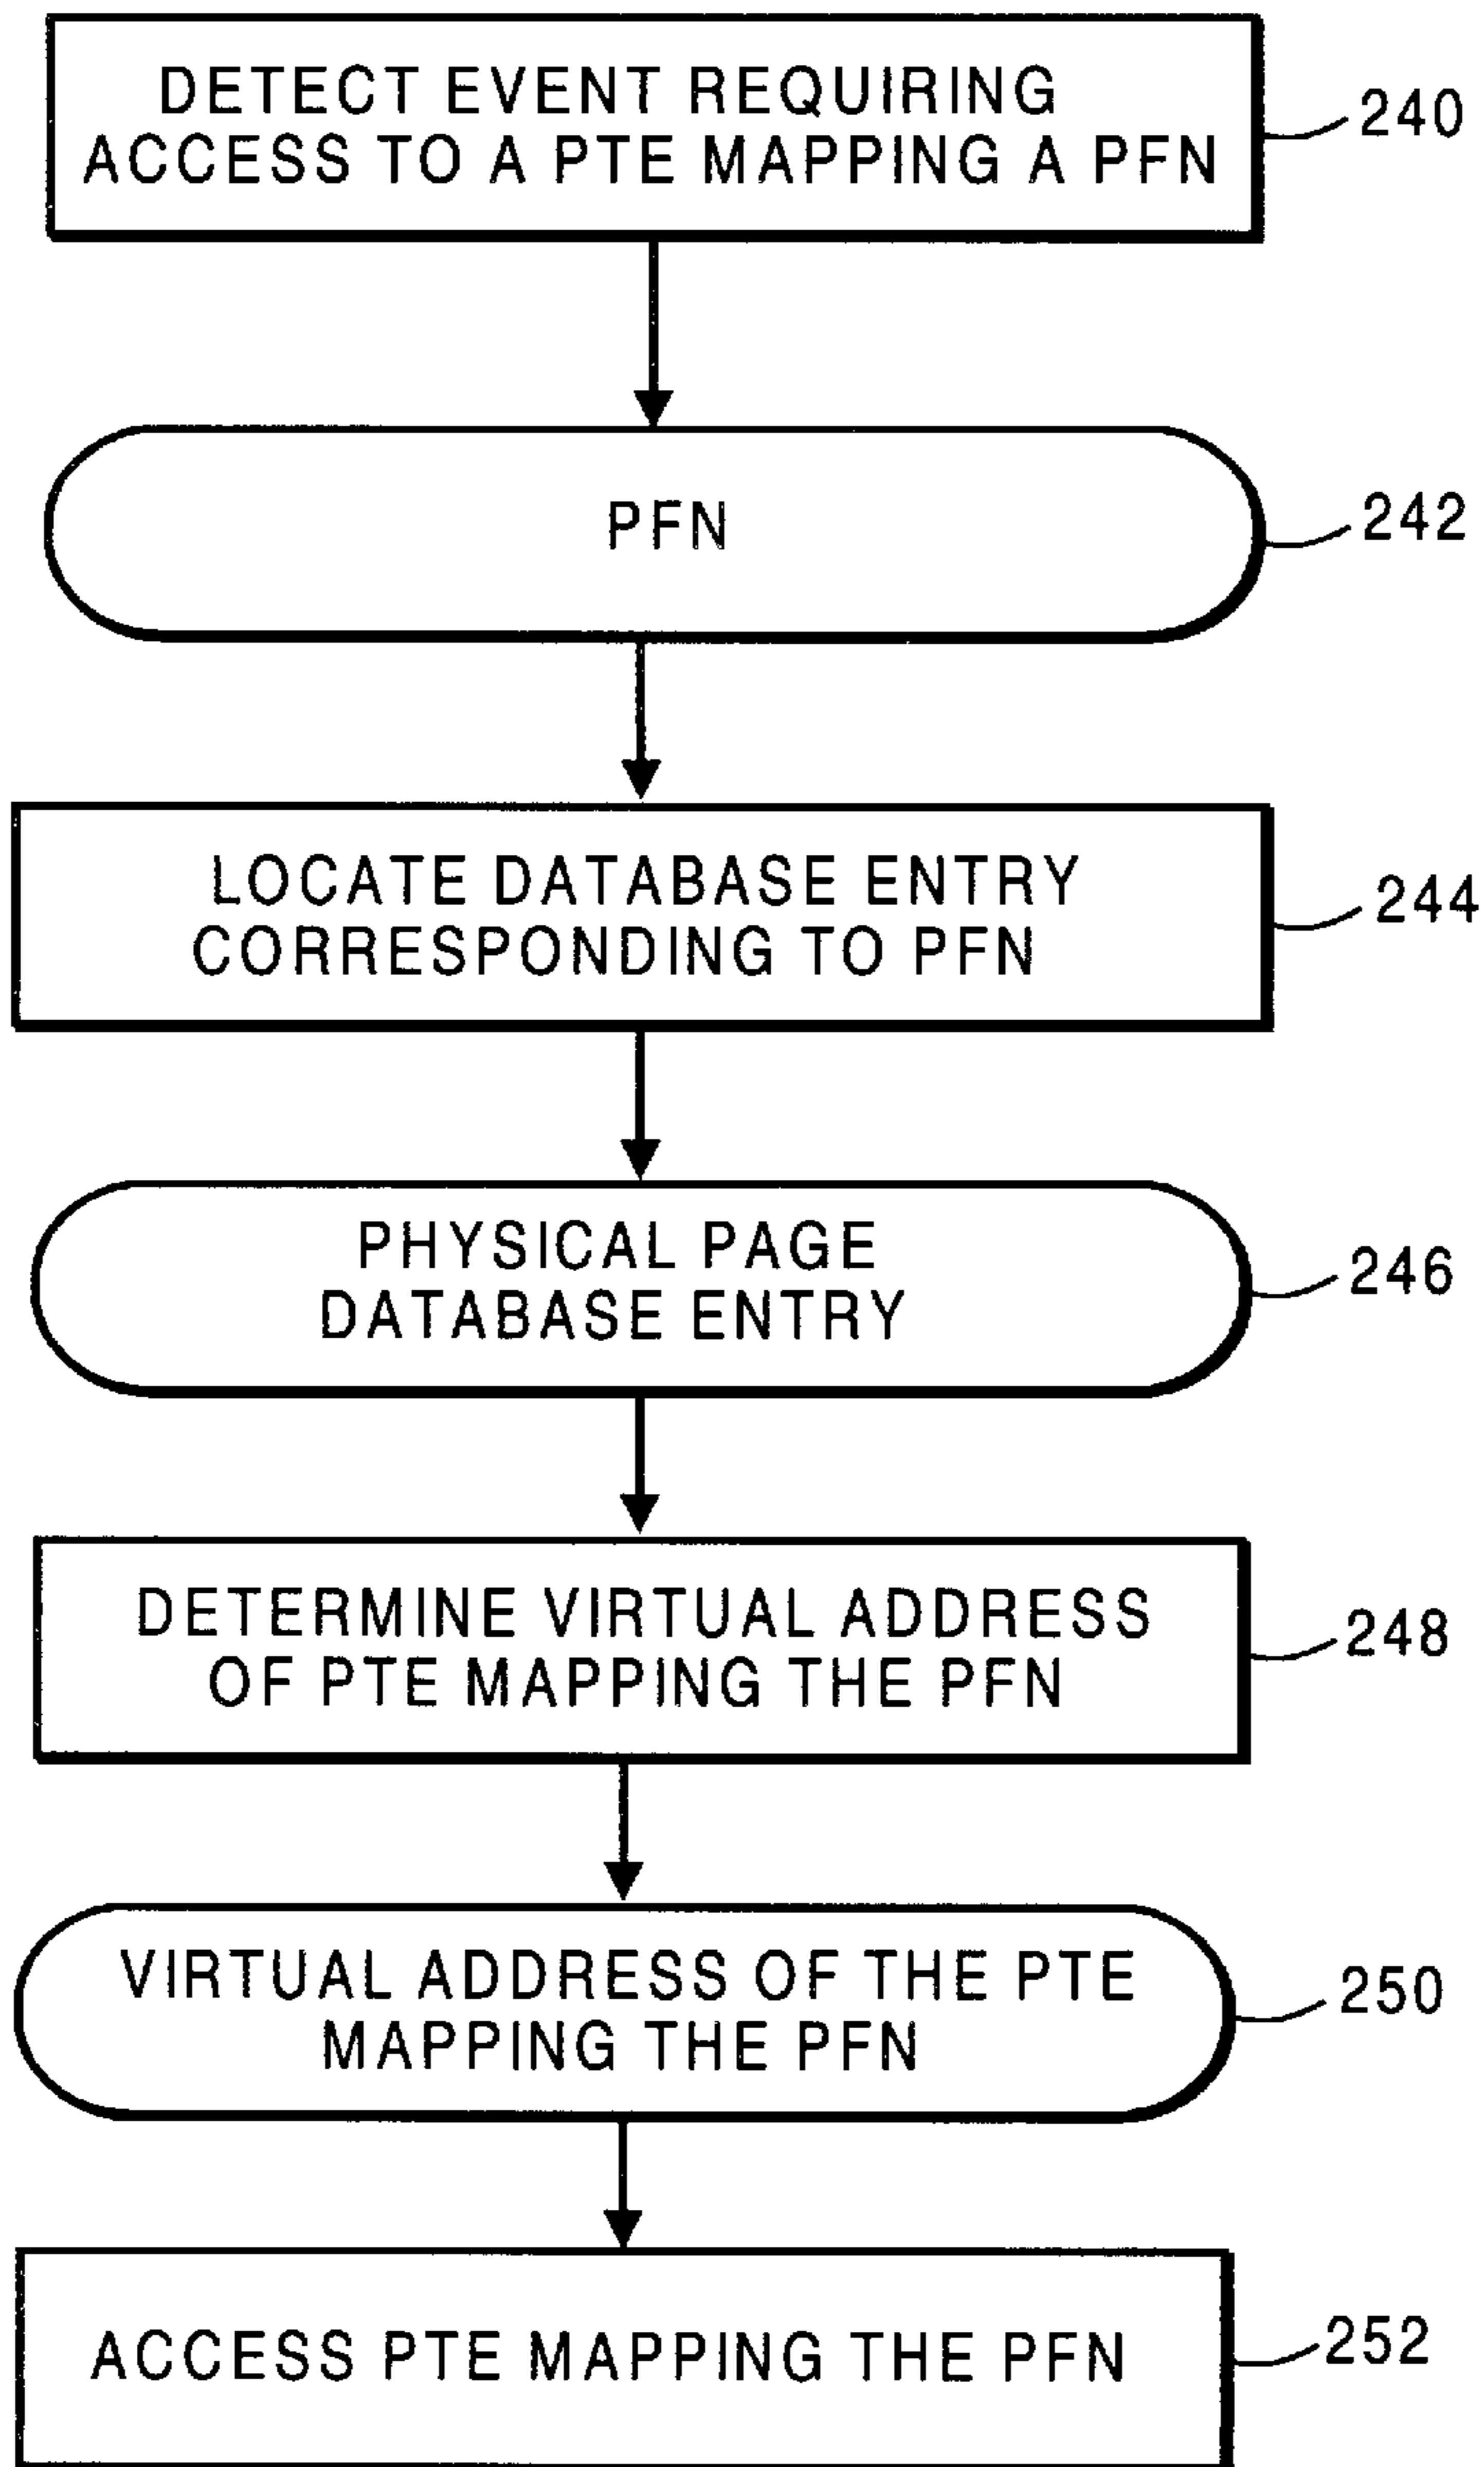 DETECT EVENT REQUIRING
ACCESS TO A PTE MAPPING A PFN
240
PFN
242
LOCATE DATABASE ENTRY
CORRESPONDING TO PFN
244
PHYSICAL PAGE
DATABASE ENTRY
246
DETERMINE VIRTUAL ADDRESS
OF PTE MAPPING THE PFN
248
VIRTUAL ADDRESS OF THE PTE
MAPPING THE PFN
250
ACCESS PTE MAPPING THE PFN
252